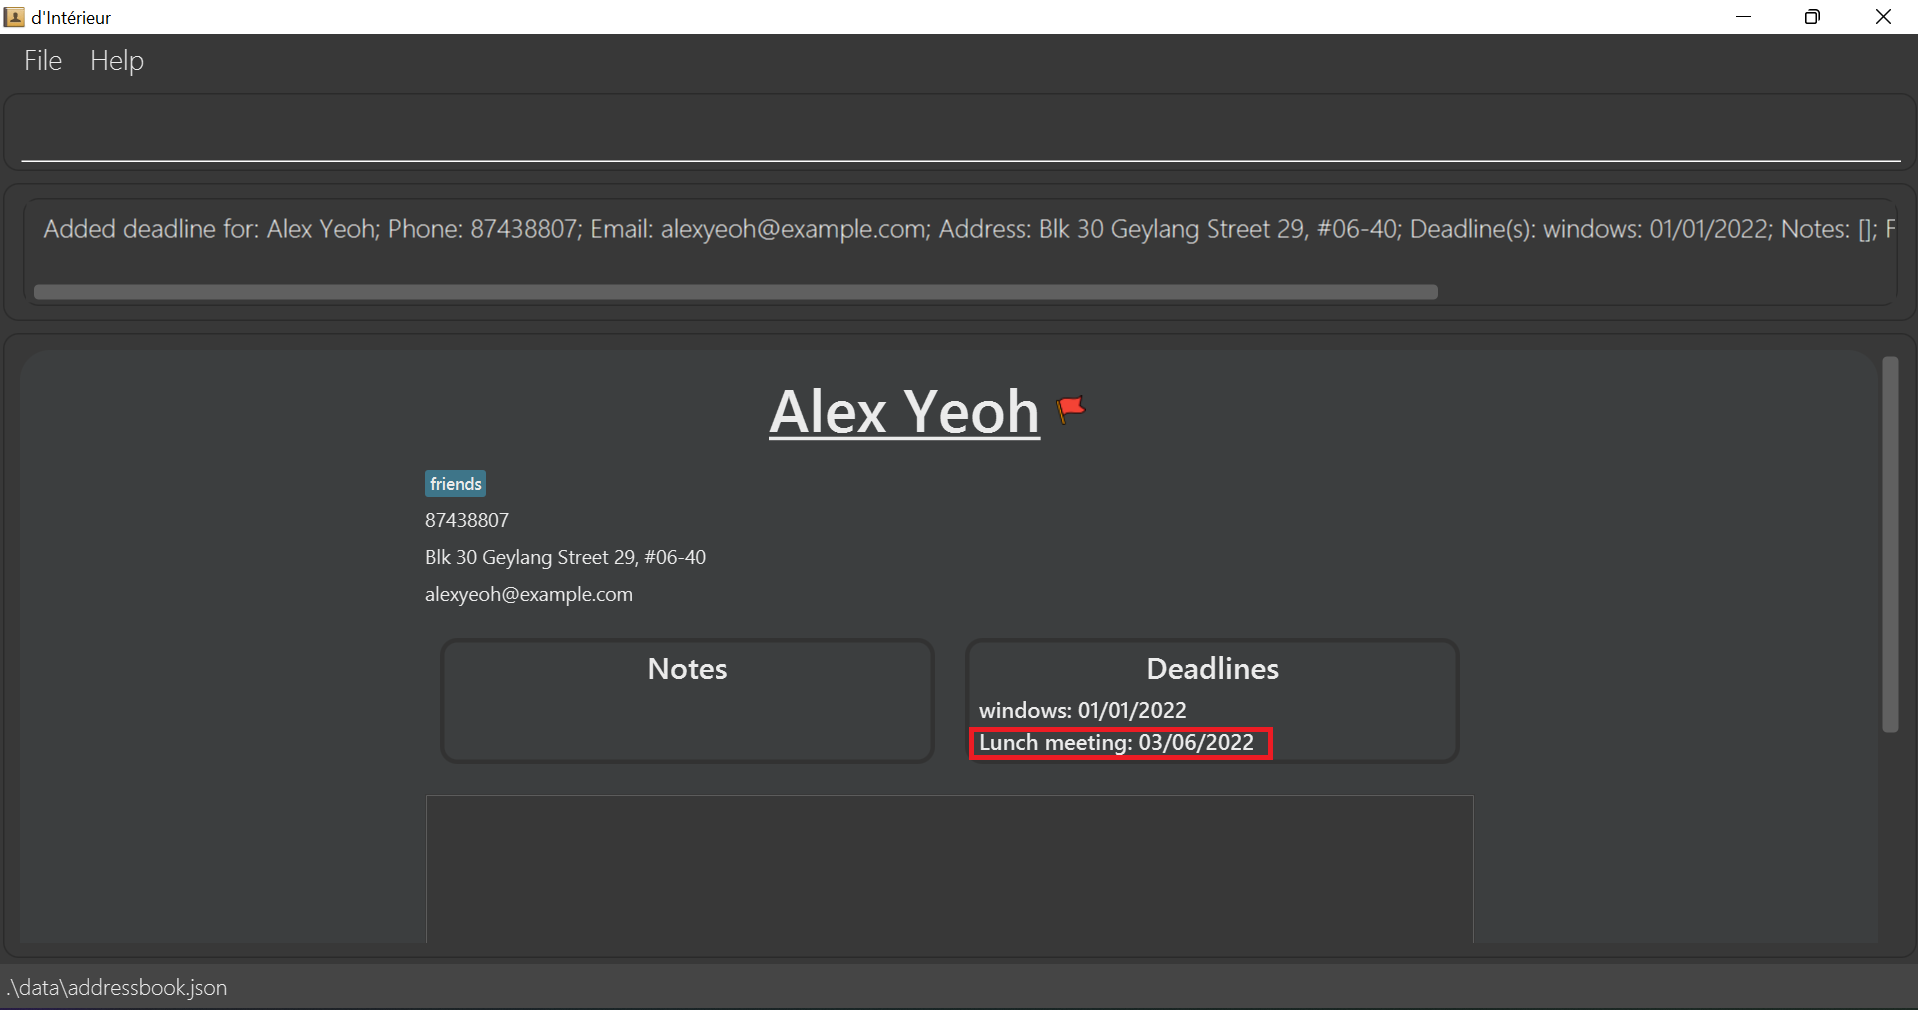 d'Intérieur
File Help
Added deadline for: Alex Yeoh; Phone: 87438807; Email: alexyeoh@example.com; Address: Blk 30 Geylang Street 29, #06-40; Deadline(s): windows: 01/01/2022; Notes: []; F
Alex Yeoh
friends
87438807
Blk 30 Geylang Street 29, #06-40
alexyeoh@example.com
Notes
Deadlines
windows: 01/01/2022
Lunch meeting: 03/06/2022
.\data\addressbook.json